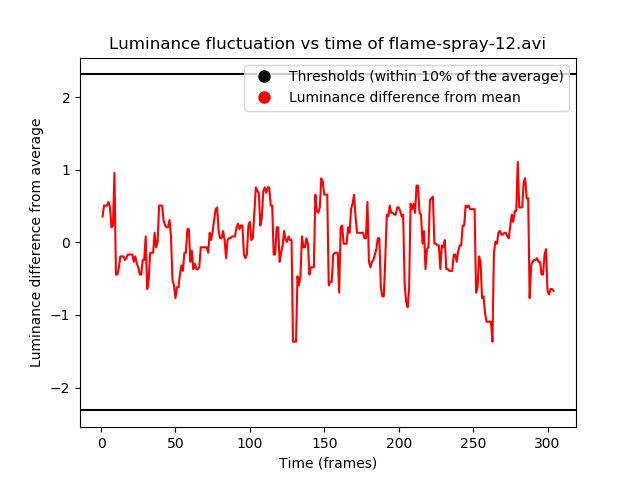 Luminance fluctuation vs time of flame-spray-12.avi
Thresholds (within 10% of the average)
Luminance difference from mean
Luminance difference from average
2
1
0
−1
−2
0 50 100 150 200 250 300
Time (frames)